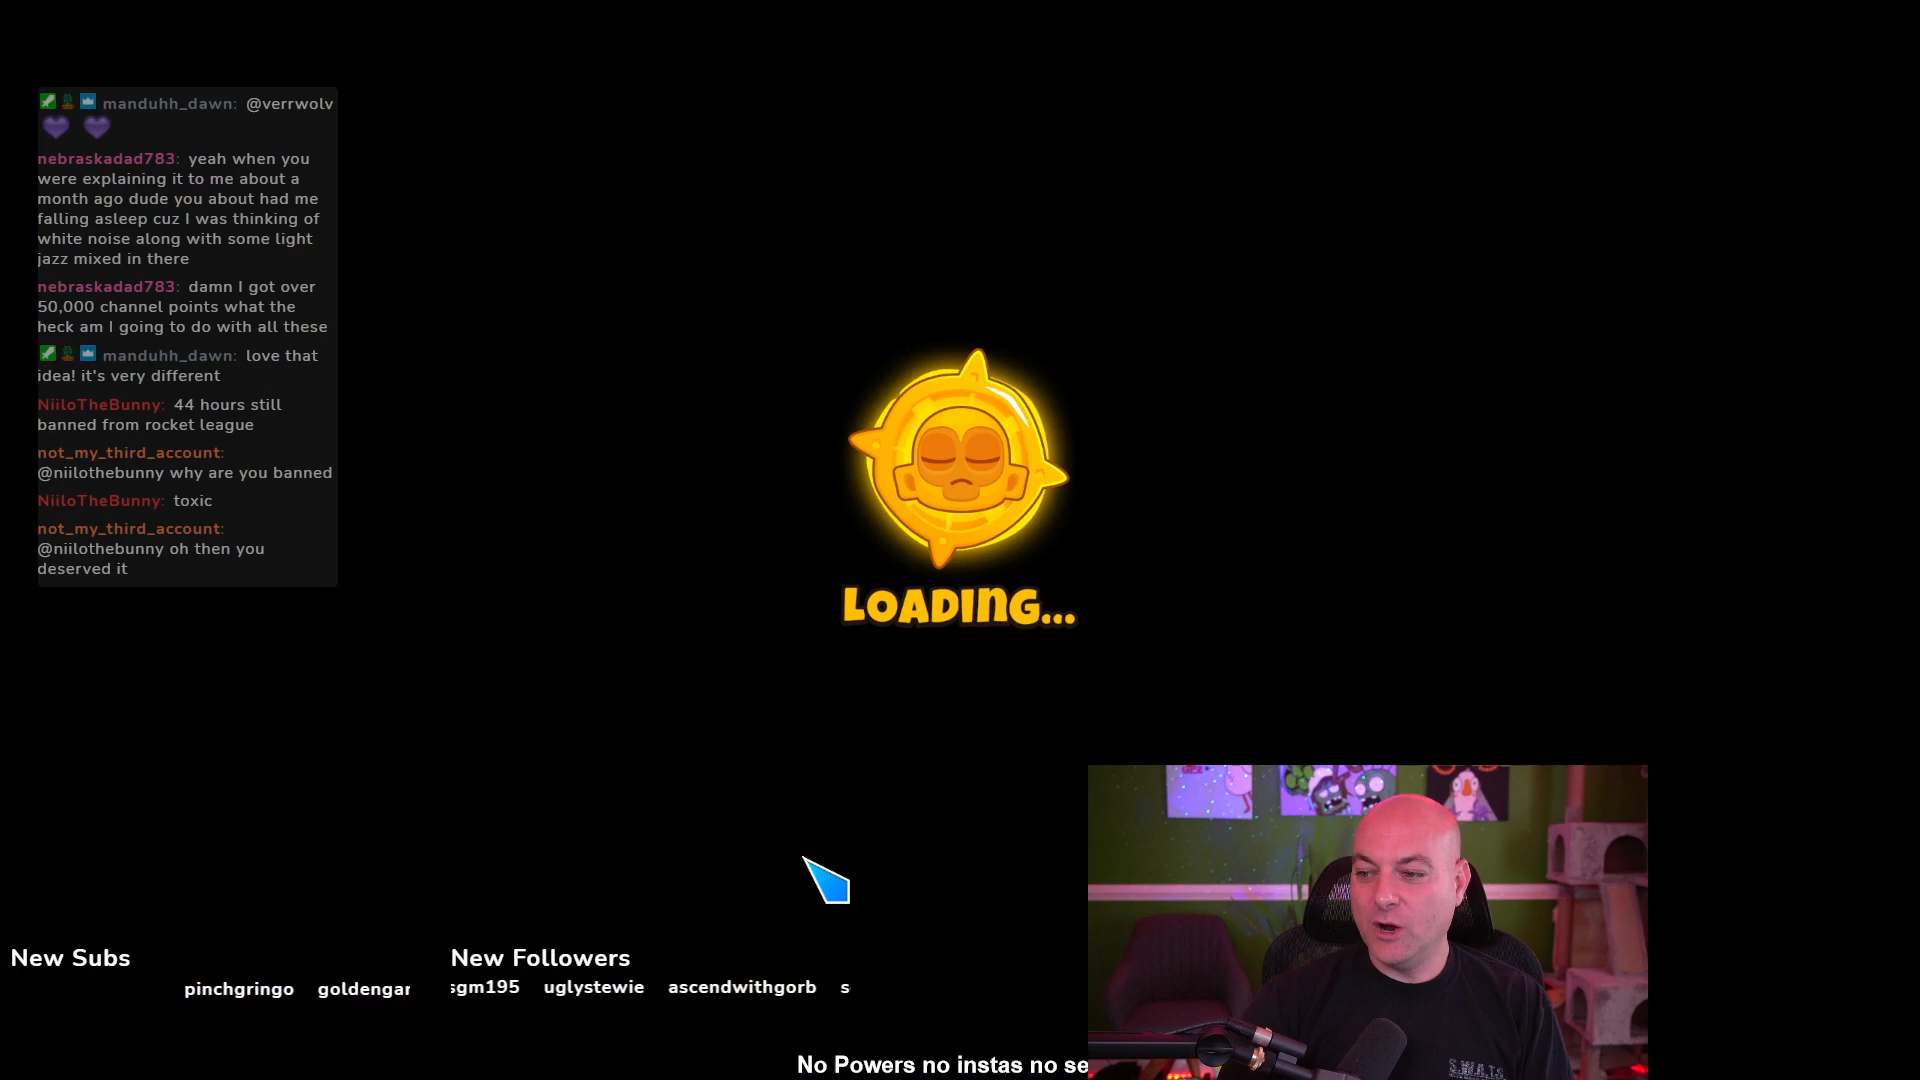 manduhh_dawn: @verrwolv
nebraskadad783: yeah when you
were explaining it to me about a
month ago dude you about had me
falling asleep cuz I was thinking of
white noise along with some light
jazz mixed in there
nebraskadad783: damn I got over
50,000 channel points what the
heck am I going to do with all these
manduhh_dawn: love that
idea! it's very different
NiiloTheBunny: 44 hours still
banned from rocket league
not_my_third_account:
@niilothebunny why are you banned
NiiloTheBunny: toxic
not_my_third_account:
@niilothebunny oh then you
deserved it
LOADING...
New Subs
pinchgringo goldengar
New Followers
sgm195 uglystewie ascendwithgorb s
No Powers no instas no se
S.W.A.T.S.